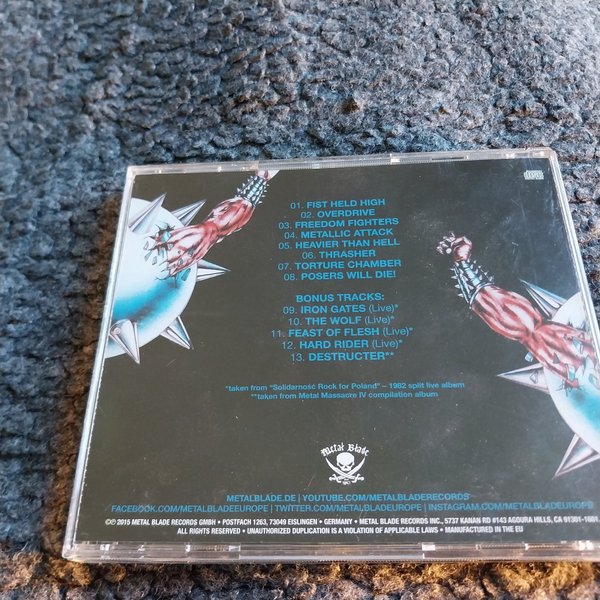 01. FIST HELD HIGH
02. OVERDRIVE
03. FREEDOM FIGHTERS
04. METALLIC ATTACK
05. HEAVIER THAN HELL
06. THRASHER
07. TORTURE CHAMBER
08. POSERS WILL DIE!
BONUS TRACKS:
09. IRON GATES (Live)*
10. THE WOLF (Live)*
11. FEAST OF FLESH (Live)*
12. HARD RIDER (Live)*
13. DESTRUCTER**
*taken from "Solidarność Rock for Poland" – 1982 split live album
**taken from Metal Massacre IV compilation album
Metal Blade
METALBLADE.DE | YOUTUBE.COM/METALBLADERECORDS
FACEBOOK.COM/METALBLADEEUROPE | TWITTER.COM/METALBLADEEUROPE | INSTAGRAM.COM/METALBLADEEUROPE
©℗ 2015 METAL BLADE RECORDS GMBH • POSTFACH 1263, 73049 EISLINGEN • GERMANY • METAL BLADE RECORDS INC., 5737 KANAN RD #143 AGOURA HILLS, CA 91301-1601.
ALL RIGHTS RESERVED • UNAUTHORIZED DUPLICATION IS A VIOLATION OF APPLICABLE LAWS • MANUFACTURED IN THE EU